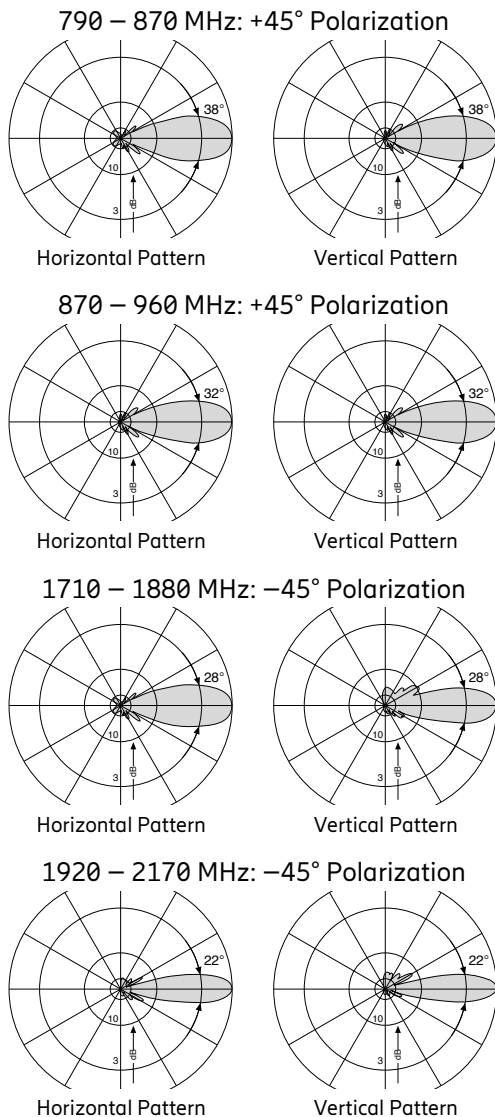 790 – 870 MHz: +45° Polarization
38°
10
3
dB
38°
10
3
dB
Horizontal Pattern
Vertical Pattern
870 – 960 MHz: +45° Polarization
32°
10
3
dB
32°
10
3
dB
Horizontal Pattern
Vertical Pattern
1710 – 1880 MHz: –45° Polarization
28°
10
3
dB
28°
10
3
dB
Horizontal Pattern
Vertical Pattern
1920 – 2170 MHz: –45° Polarization
22°
10
3
dB
22°
10
3
dB
Horizontal Pattern
Vertical Pattern